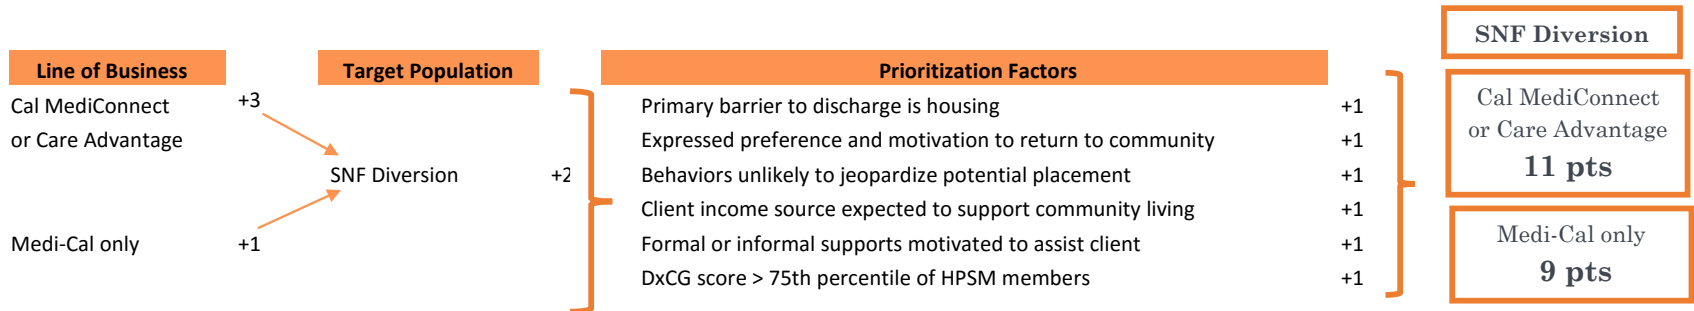 SNF Diversion
Line of Business Target Population Prioritization Factors
Cal MediConnect +3 Primary barrier to discharge is housing +1
or Care Advantage Expressed preference and motivation to return to community +1
SNF Diversion +2 Behaviors unlikely to jeopardize potential placement +1
Client income source expected to support community living +1
Medi-Cal only +1 Formal or informal supports motivated to assist client +1
DxCG score > 75th percentile of HPSM members +1
Cal MediConnect
or Care Advantage
11 pts
Medi-Cal only
9 pts